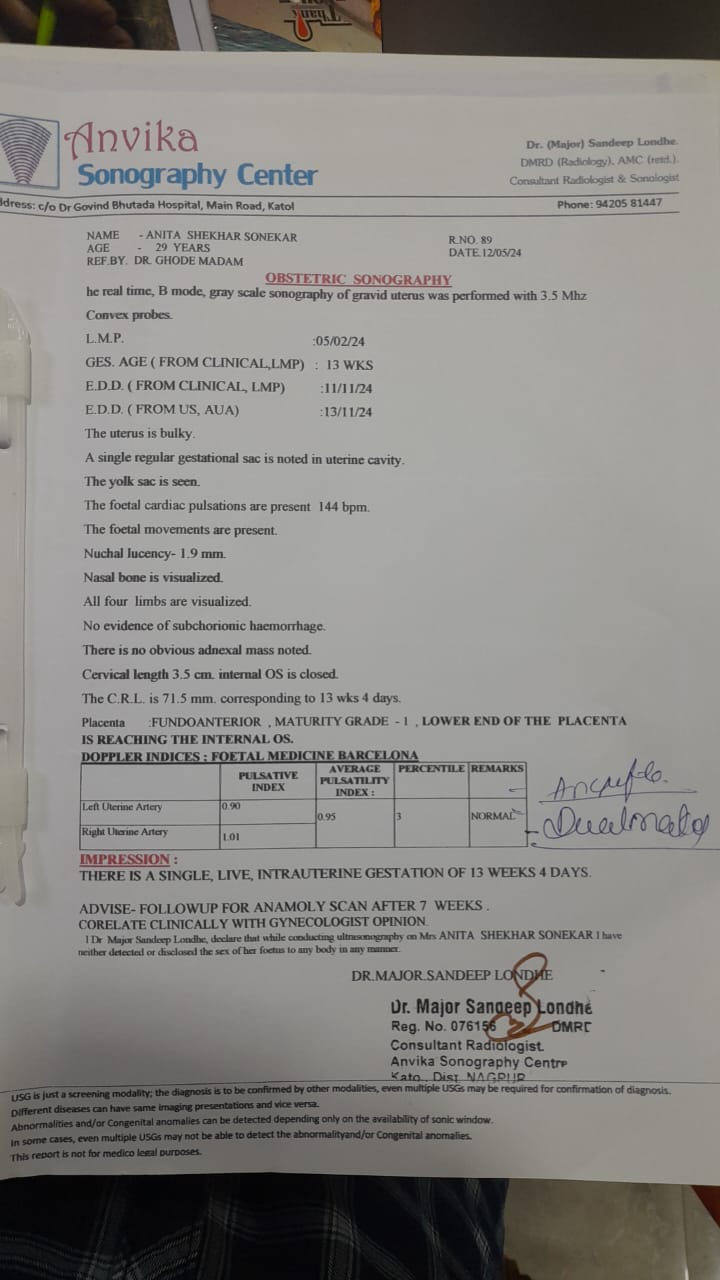 Anvika
Sonography Center
Dr. (Major) Sandeep Londhe.
DMRD (Radiology), AMC (retd.).
Consultant Radiologist & Sonologist
ddress: c/o Dr Govind Bhutada Hospital, Main Road, Katol
Phone: 94205 81447
NAME - ANITA SHEKHAR SONEKAR R.NO. 89
AGE - 29 YEARS DATE.12/05/24
REF.BY. DR. GHODE MADAM
OBSTETRIC SONOGRAPHY
he real time, B mode, gray scale sonography of gravid uterus was performed with 3.5 Mhz
Convex probes.
L.M.P. :05/02/24
GES. AGE ( FROM CLINICAL,LMP) : 13 WKS
E.D.D. ( FROM CLINICAL, LMP) :11/11/24
E.D.D. ( FROM US, AUA) :13/11/24
The uterus is bulky.
A single regular gestational sac is noted in uterine cavity.
The yolk sac is seen.
The foetal cardiac pulsations are present 144 bpm.
The foetal movements are present.
Nuchal lucency- 1.9 mm.
Nasal bone is visualized.
All four limbs are visualized.
No evidence of subchorionic haemorrhage.
There is no obvious adnexal mass noted.
Cervical length 3.5 cm. internal OS is closed.
The C.R.L. is 71.5 mm. corresponding to 13 wks 4 days.
Placenta :FUNDOANTERIOR , MATURITY GRADE - 1 , LOWER END OF THE PLACENTA
IS REACHING THE INTERNAL OS.
DOPPLER INDICES : FOETAL MEDICINE BARCELONA
PULSATIVE INDEX AVERAGE PULSATILITY INDEX : PERCENTILE REMARKS
Left Uterine Artery 0.90 0.95 3 NORMAL
Right Uterine Artery 1.01
IMPRESSION :
THERE IS A SINGLE, LIVE, INTRAUTERINE GESTATION OF 13 WEEKS 4 DAYS.
ADVISE- FOLLOWUP FOR ANAMOLY SCAN AFTER 7 WEEKS .
CORELATE CLINICALLY WITH GYNECOLOGIST OPINION.
I Dr Major Sandeep Londhe, declare that while conducting ultrasonography on Mrs ANITA SHEKHAR SONEKAR I have
neither detected or disclosed the sex of her foetus to any body in any manner.
DR.MAJOR.SANDEEP LONDHE
Dr. Major Sandeep Londhe
Reg. No. 076156 DMRD
Consultant Radiologist.
Anvika Sonography Centre
Kato., Dist NAGPUR
USG is just a screening modality; the diagnosis is to be confirmed by other modalities, even multiple USGs may be required for confirmation of diagnosis.
Different diseases can have same imaging presentations and vice versa.
Abnormalities and/or Congenital anomalies can be detected depending only on the availability of sonic window.
In some cases, even multiple USGs may not be able to detect the abnormalityand/or Congenital anomalies.
This report is not for medico legal purposes.